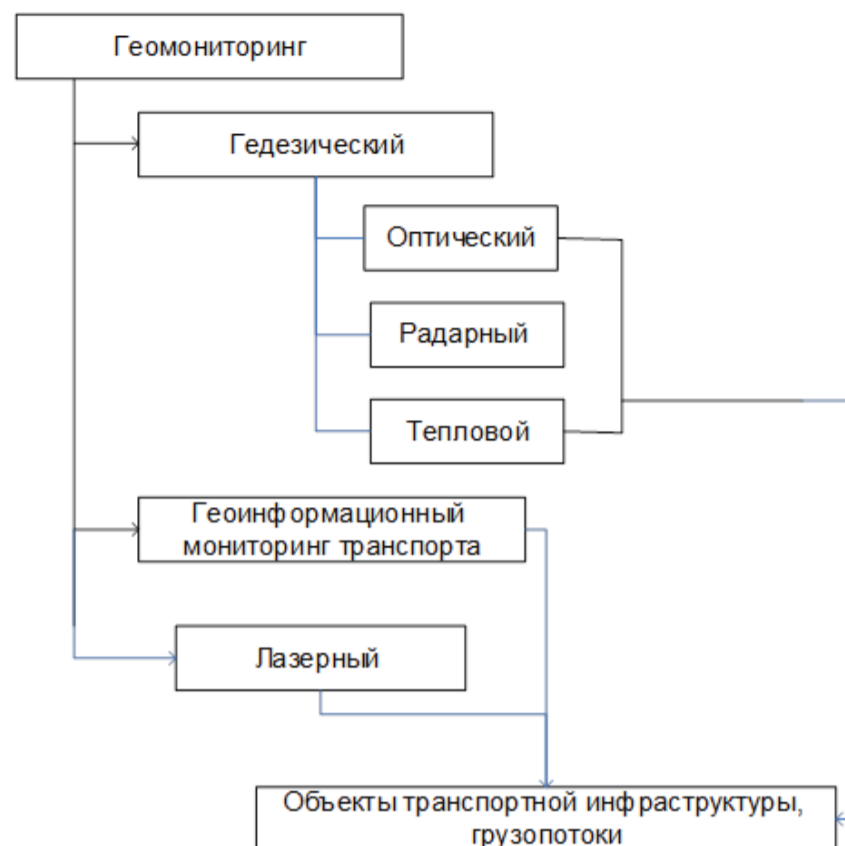 Геомониторинг
Гедезический
Оптический
Радарный
Тепловой
Геоинформационный
мониторинг транспорта
Лазерный
Объекты транспортной инфраструктуры,
грузопотоки